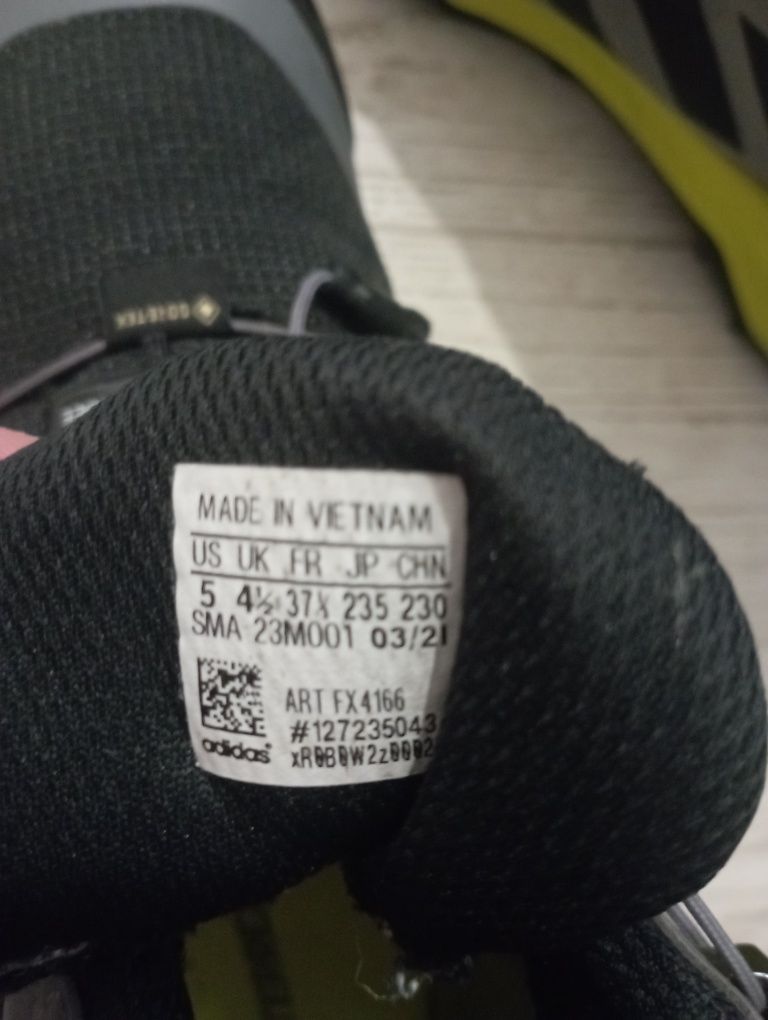 GORE-TEX
MADE IN VIETNAM
US UK FR JP CHN
5 4½ 37⅓ 235 230
SMA 23M001 03/21
ART FX4166
#127235043
adidas® xR0B0W2z0002